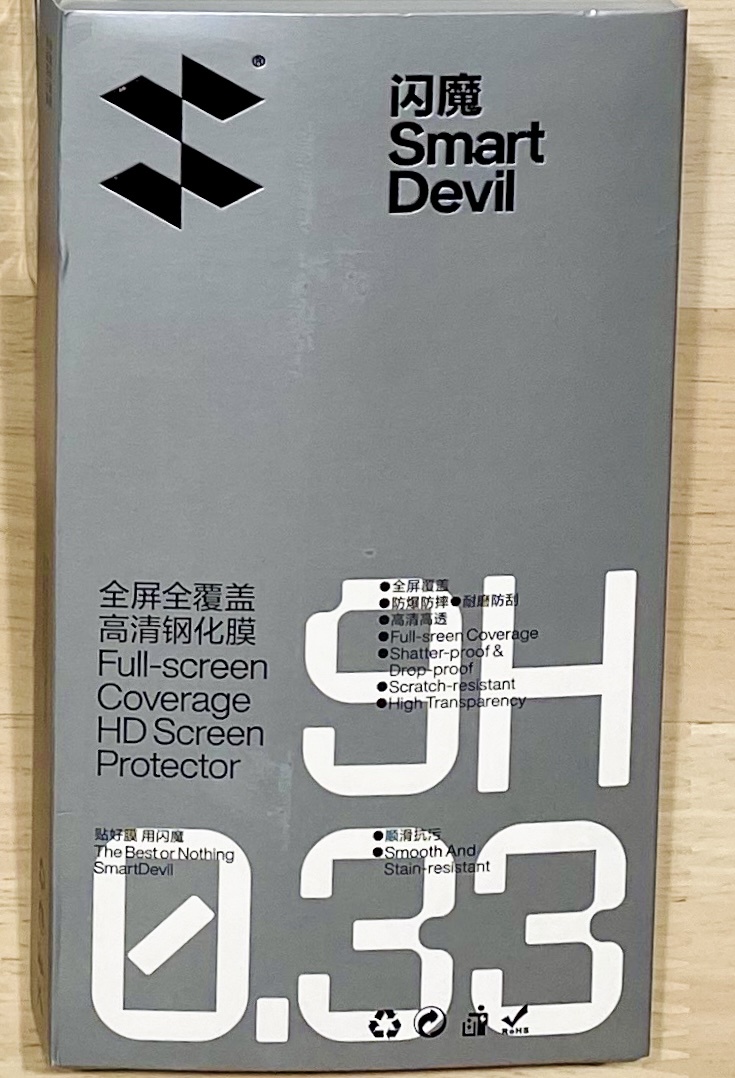 ®
闪魔
Smart
Devil
全屏全覆盖
高清钢化膜
Full-screen
Coverage
HD Screen
Protector
9H
●全屏覆盖
●防爆防摔●耐磨防刮
●高清高透
●Full-sreen Coverage
●Shatter-proof &
Drop-proof
●Scratch-resistant
●High Transparency
贴好膜 用闪魔
The Best or Nothing
SmartDevil
●顺滑抗污
●Smooth And
Stain-resistant
0.33
RoHS